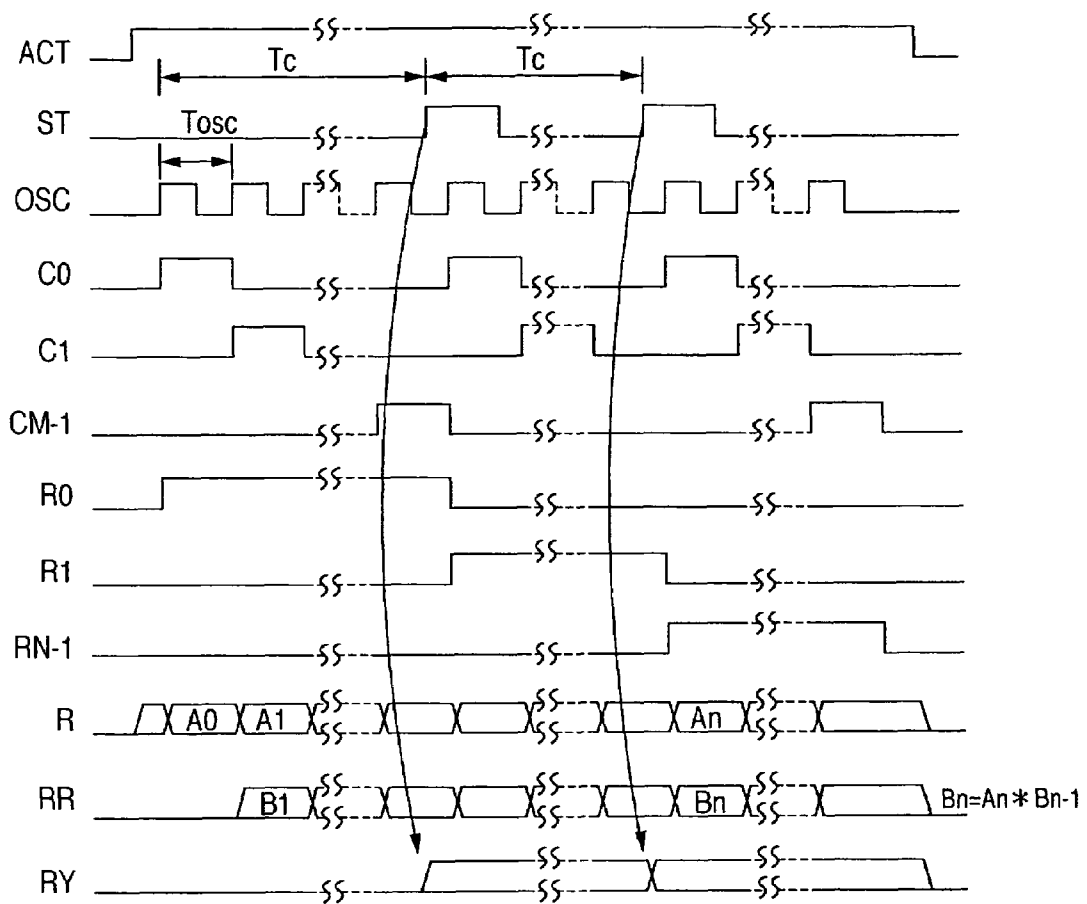 ACT
Tc Tc
ST
Tosc
OSC
C0
C1
CM-1
R0
R1
RN-1
R A0 A1 An
RR B1 Bn Bn=An*Bn-1
RY